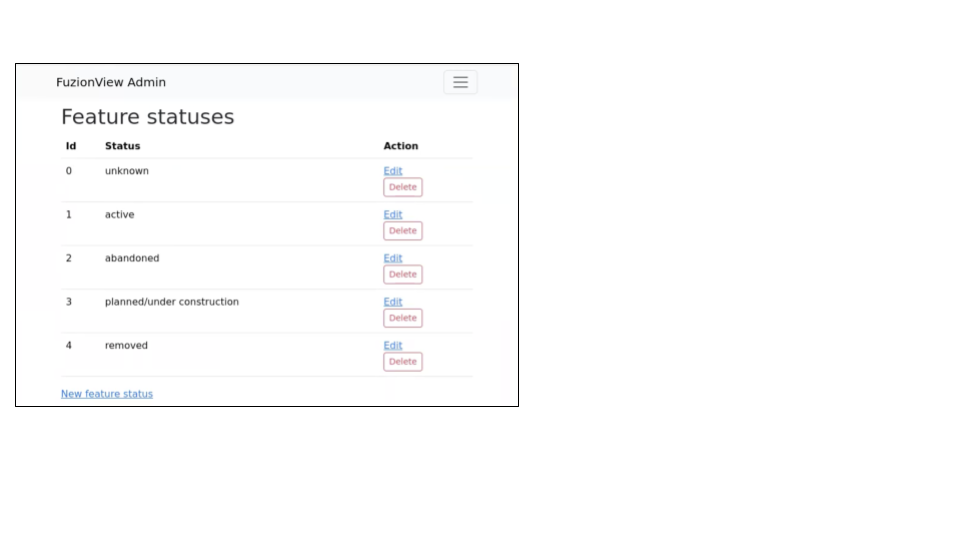 FuzionView Admin
Feature statuses
Id Status Action
0 unknown Edit
Delete
1 active Edit
Delete
2 abandoned Edit
Delete
3 planned/under construction Edit
Delete
4 removed Edit
Delete
New feature status